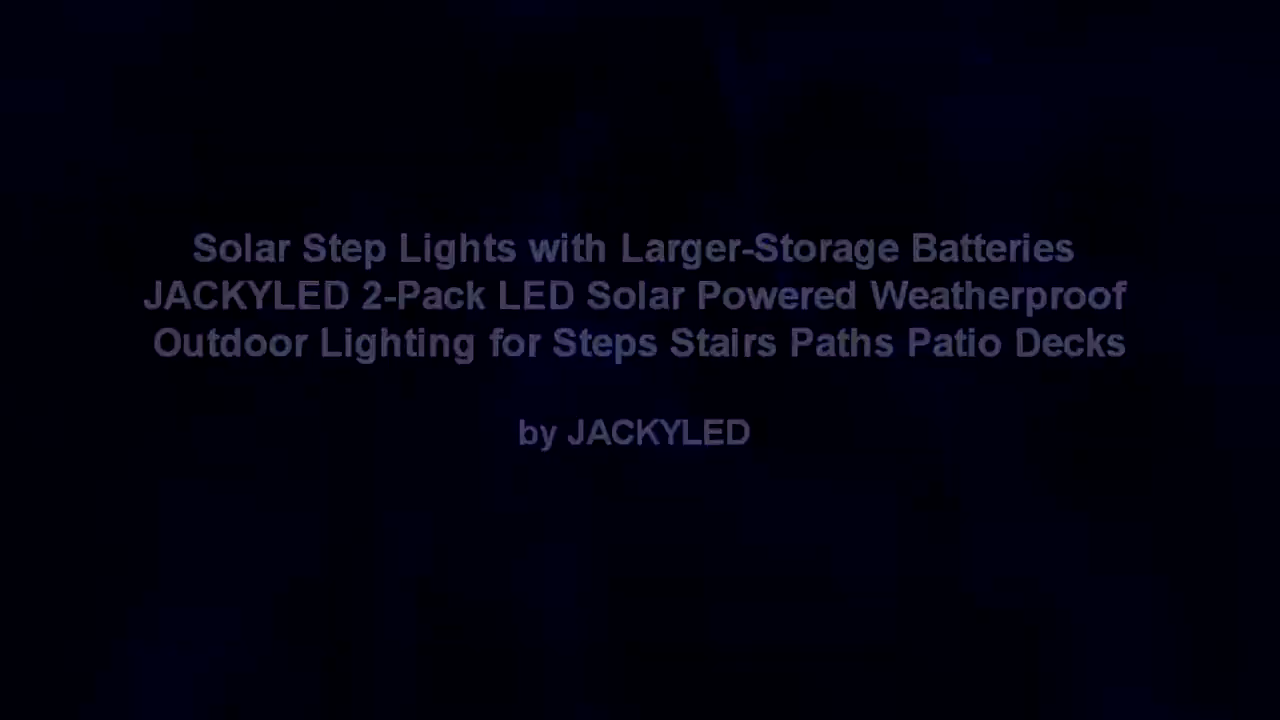 Solar Step Lights with Larger-Storage Batteries
JACKYLED 2-Pack LED Solar Powered Weatherproof
Outdoor Lighting for Steps Stairs Paths Patio Decks
by JACKYLED